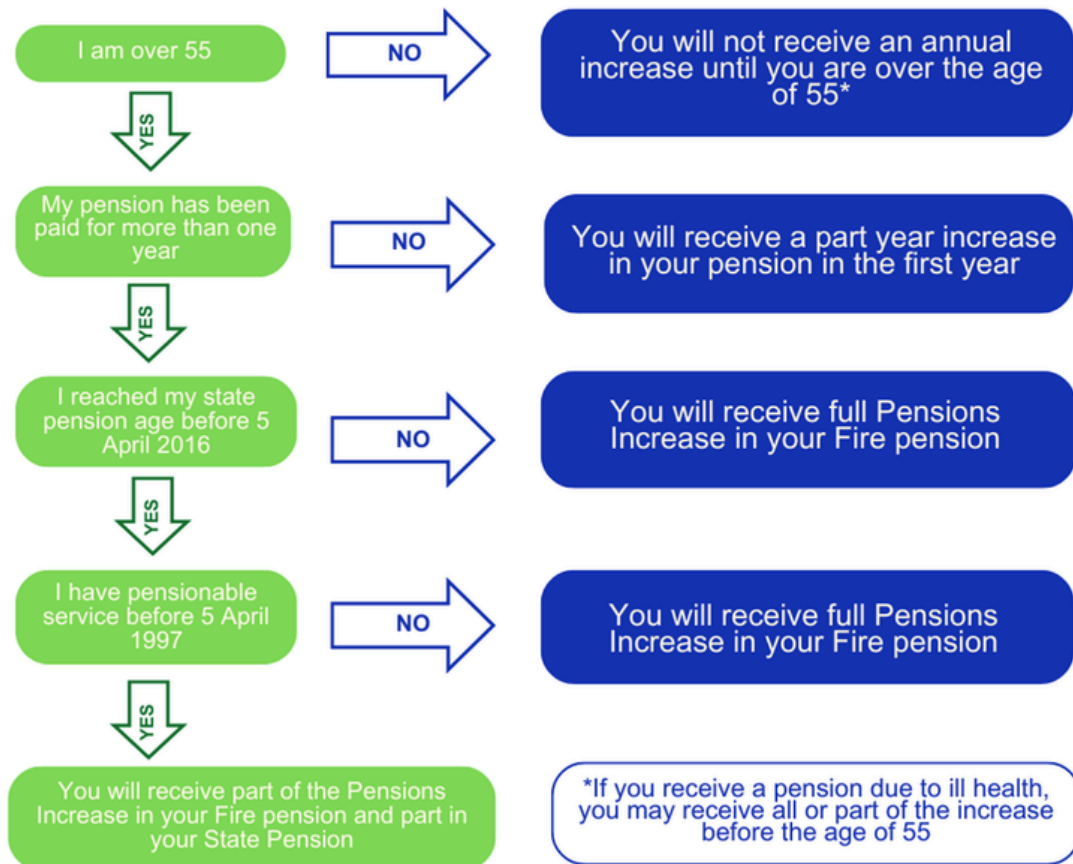 I am over 55
NO
You will not receive an annual
increase until you are over the age
of 55*
YES
My pension has been
paid for more than one
year
NO
You will receive a part year increase
in your pension in the first year
YES
I reached my state
pension age before 5
April 2016
NO
You will receive full Pensions
Increase in your Fire pension
YES
I have pensionable
service before 5 April
1997
NO
You will receive full Pensions
Increase in your Fire pension
YES
You will receive part of the Pensions
Increase in your Fire pension and part in
your State Pension
*If you receive a pension due to ill health,
you may receive all or part of the increase
before the age of 55